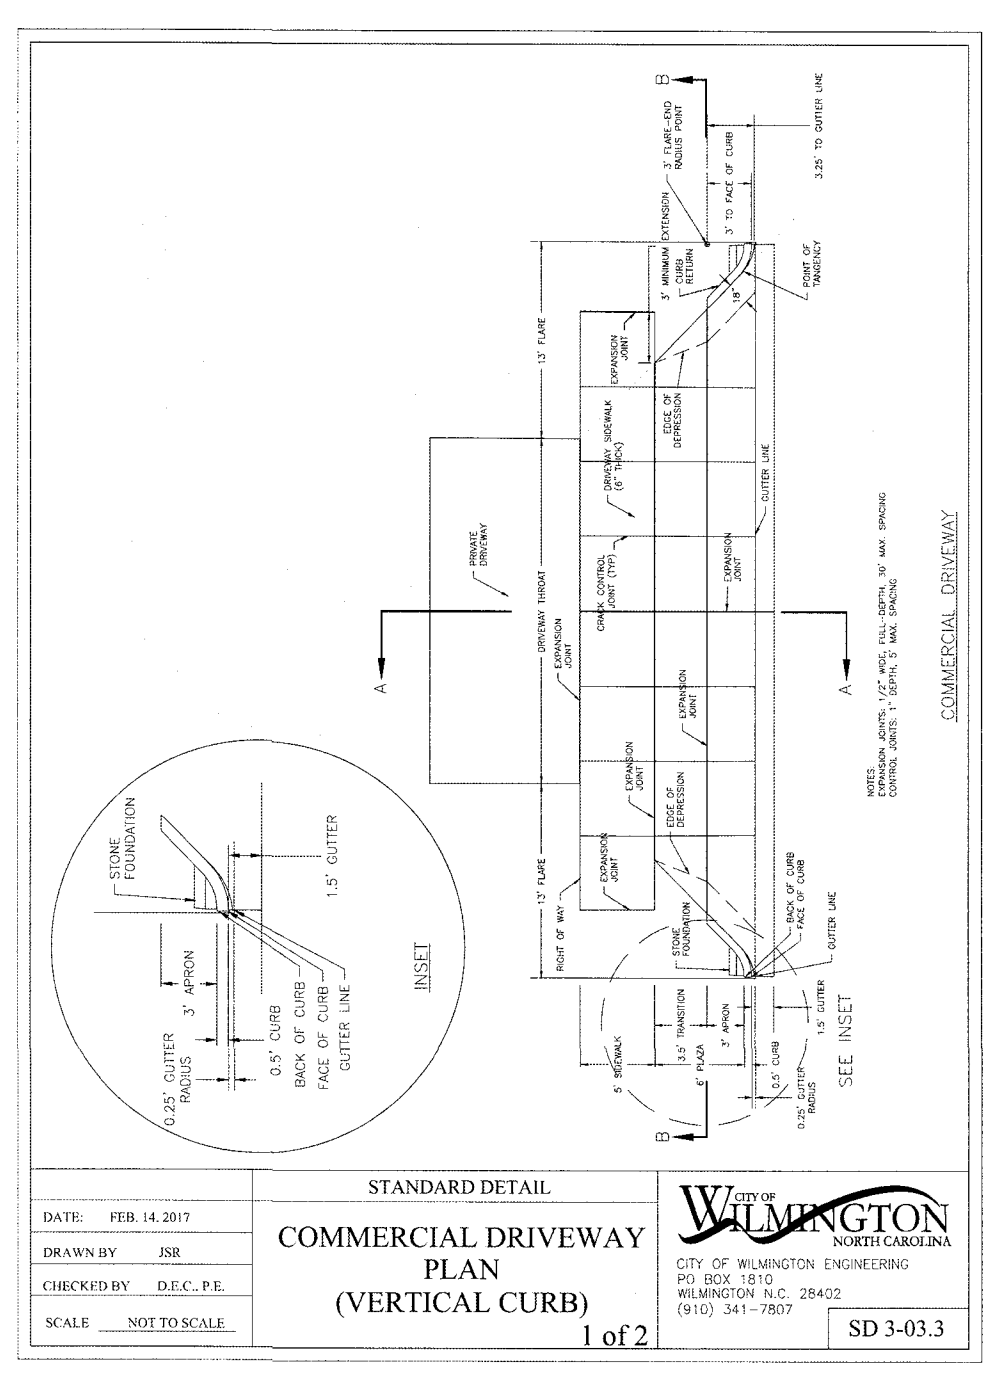 B
3' FLARE-END
RADIUS POINT
3.25' TO GUTTER LINE
3' TO FACE OF CURB
3' MINIMUM EXTENSION
CURB
RETURN
18"
POINT OF
TANGENCY
13' FLARE
EXPANSION
JOINT
EDGE OF
DEPRESSION
DRIVEWAY SIDEWALK
(6" THICK)
GUTTER LINE
PRIVATE
DRIVEWAY
CRACK CONTROL
JOINT (TYP)
EXPANSION
JOINT
DRIVEWAY THROAT
EXPANSION
JOINT
A
A
EXPANSION
JOINT
EXPANSION
JOINT
EDGE OF
DEPRESSION
EXPANSION
JOINT
13' FLARE
RIGHT OF WAY
STONE
FOUNDATION
BACK OF CURB
FACE OF CURB
GUTTER LINE
5' SIDEWALK
3.5' TRANSITION
6' PLAZA
3' APRON
0.5' CURB
0.25' GUTTER
RADIUS
1.5' GUTTER
SEE INSET
B
NOTES:
EXPANSION JOINTS: 1/2" WIDE, FULL-DEPTH, 30' MAX. SPACING
CONTROL JOINTS: 1" DEPTH, 5' MAX. SPACING
COMMERCIAL DRIVEWAY
STONE
FOUNDATION
1.5' GUTTER
3' APRON
0.25' GUTTER
RADIUS
0.5' CURB
BACK OF CURB
FACE OF CURB
GUTTER LINE
INSET
DATE: FEB. 14. 2017
DRAWN BY JSR
CHECKED BY D.E.C.. P.E.
SCALE NOT TO SCALE
STANDARD DETAIL
COMMERCIAL DRIVEWAY
PLAN
(VERTICAL CURB)
1 of 2
CITY OF
WILMINGTON
NORTH CAROLINA
CITY OF WILMINGTON ENGINEERING
PO BOX 1810
WILMINGTON N.C. 28402
(910) 341-7807
SD 3-03.3